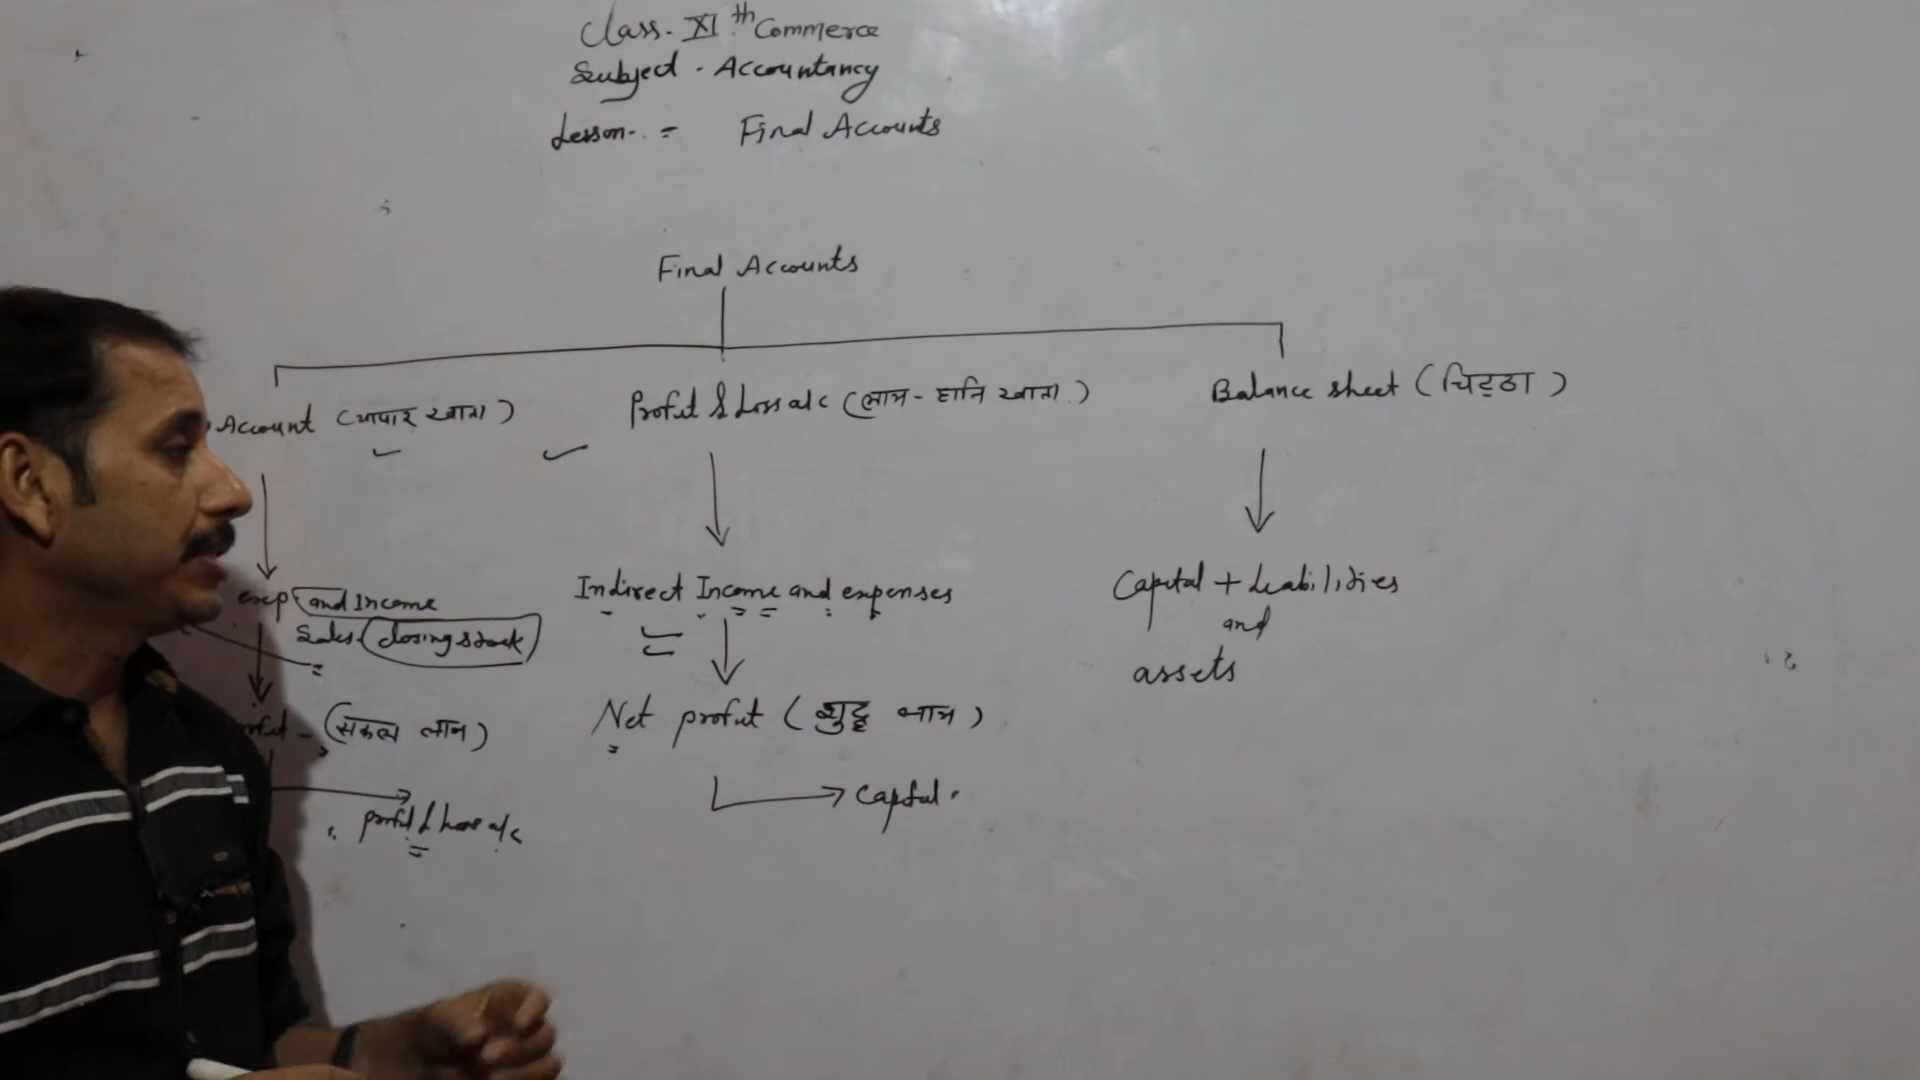 Class. XI th Commerce
Subject - Accountancy
Lesson - = Final Accounts
Final Accounts
Account (व्यापार खाता)
Profit & Loss a/c (लाभ - हानि खाता)
Balance sheet (चिट्ठा)
exp and Income
Sales closing stock
(सकल लाभ)
profit & loss a/c
Indirect Income and expenses
Net profit (शुद्ध लाभ)
Capital
Capital + Liabilities
and
assets